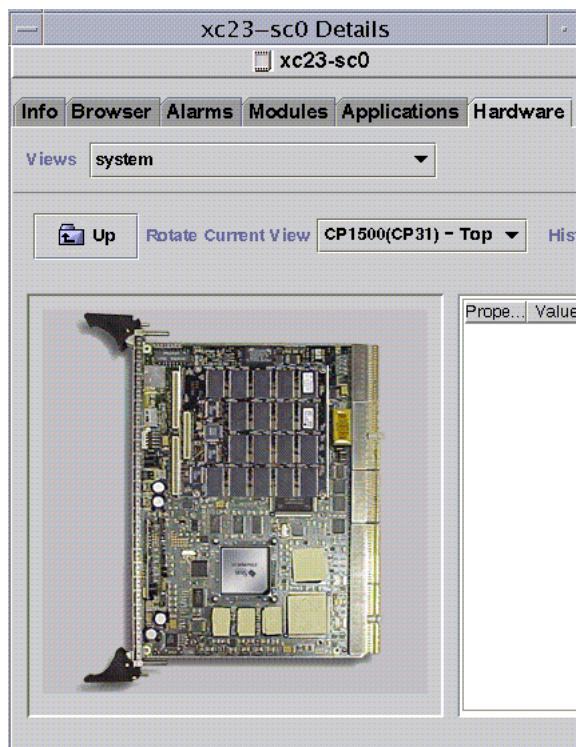 xc23-sc0 Details
xc23-sc0
Info Browser Alarms Modules Applications Hardware
Views system
Up Rotate Current View CP1500(CP31) - Top Hist
Prope... Value